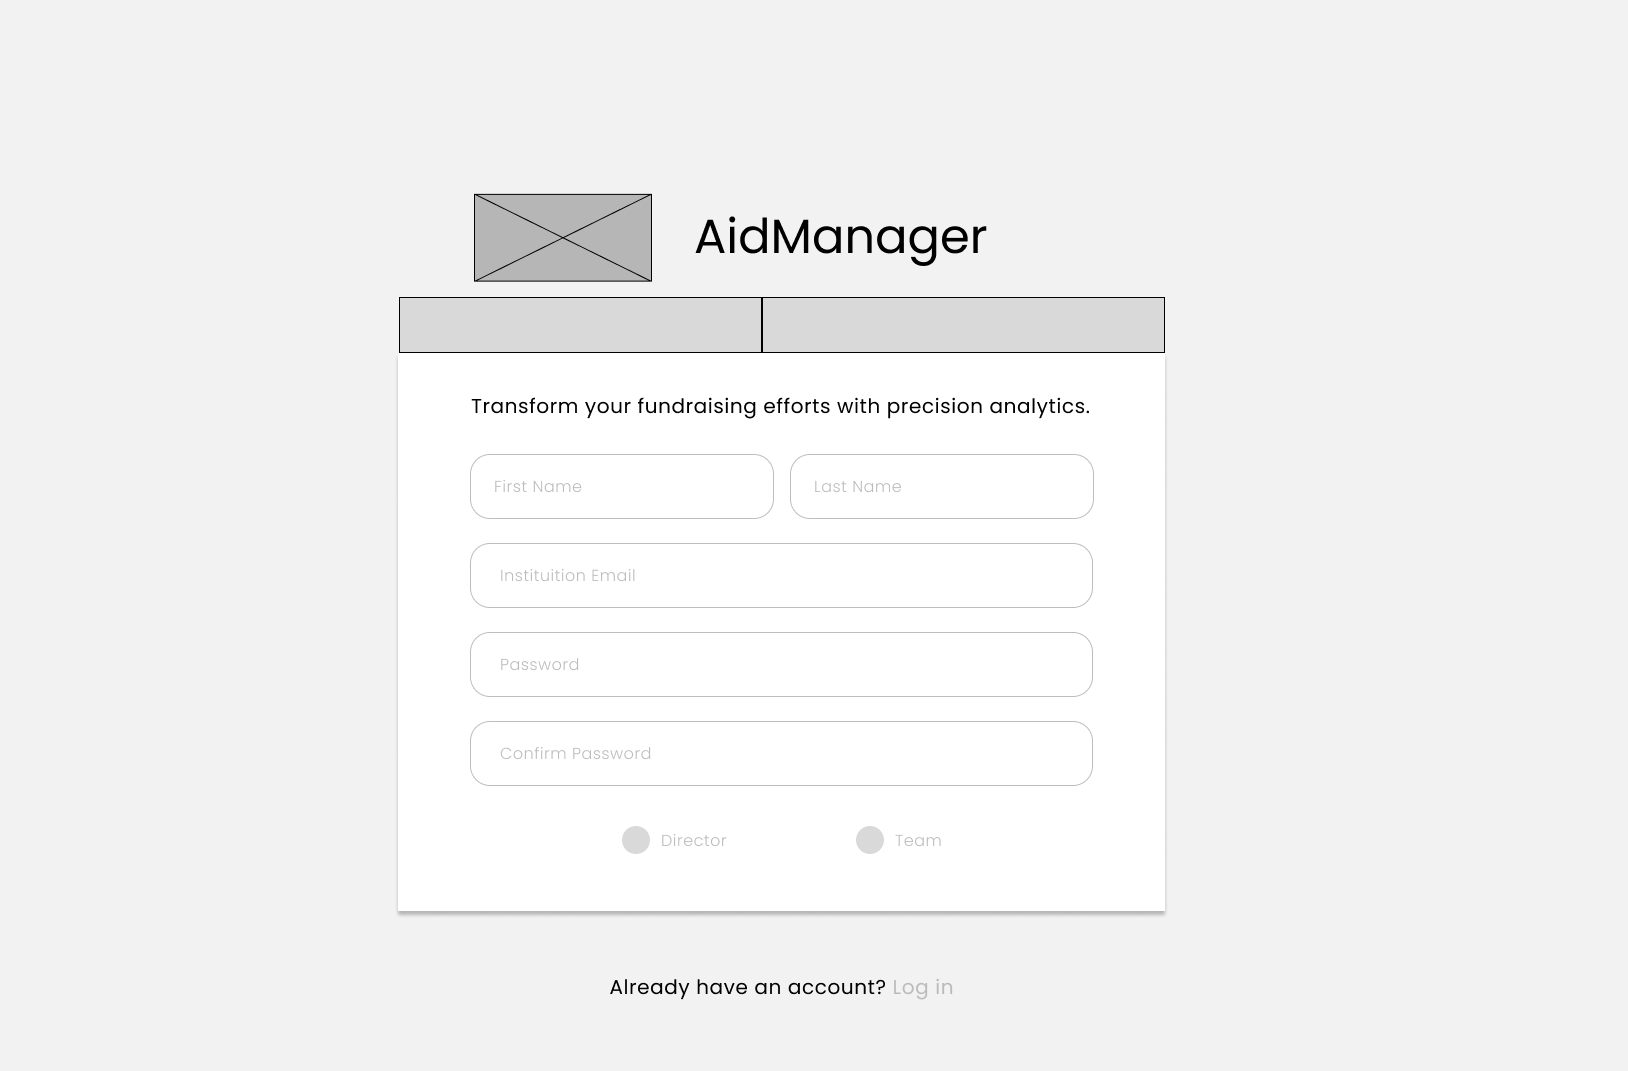 AidManager
Transform your fundraising efforts with precision analytics.
First Name
Last Name
Instituition Email
Password
Confirm Password
Director
Team
Already have an account? Log in